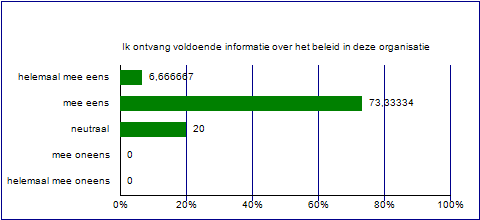 Ik ontvang voldoende informatie over het beleid in deze organisatie
helemaal mee eens 6,666667
mee eens 73,33334
neutraal 20
mee oneens 0
helemaal mee oneens 0
0% 20% 40% 60% 80% 100%